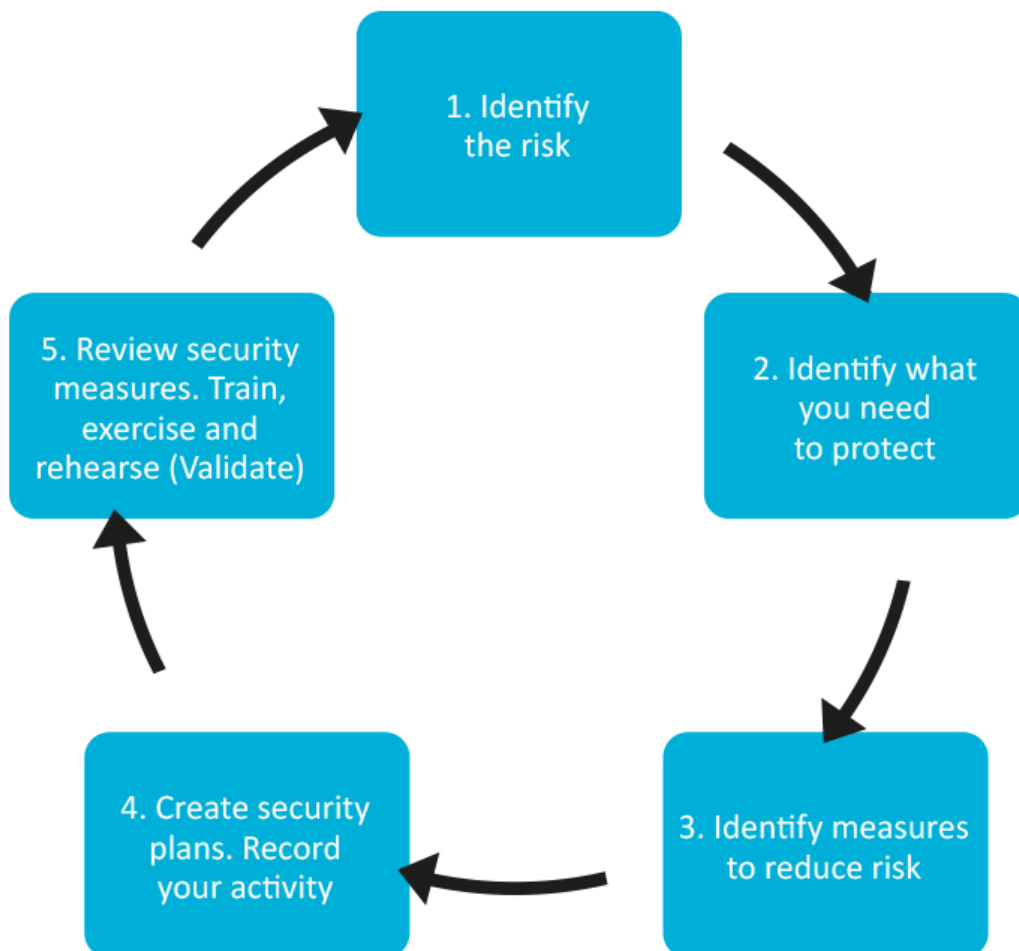 1. Identify
the risk
2. Identify what
you need
to protect
3. Identify measures
to reduce risk
4. Create security
plans. Record
your activity
5. Review security
measures. Train,
exercise and
rehearse (Validate)